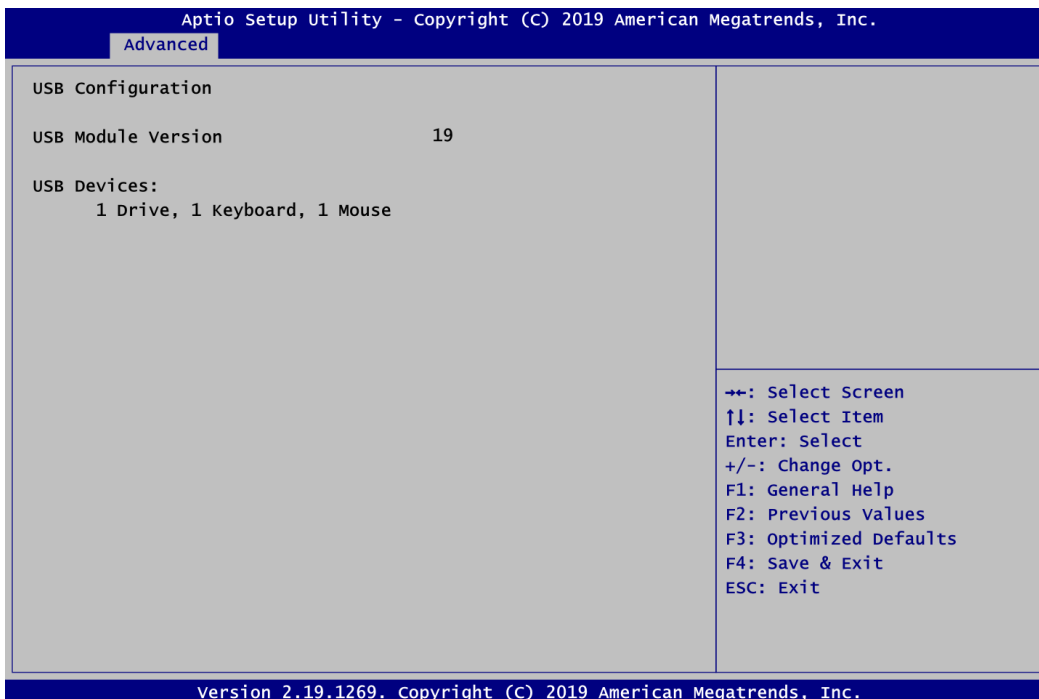 Aptio Setup Utility - Copyright (C) 2019 American Megatrends, Inc.
Advanced
USB Configuration
USB Module Version 19
USB Devices:
1 Drive, 1 Keyboard, 1 Mouse
→←: Select Screen
↑↓: Select Item
Enter: Select
+/-: Change Opt.
F1: General Help
F2: Previous Values
F3: Optimized Defaults
F4: Save & Exit
ESC: Exit
Version 2.19.1269. Copyright (C) 2019 American Megatrends, Inc.